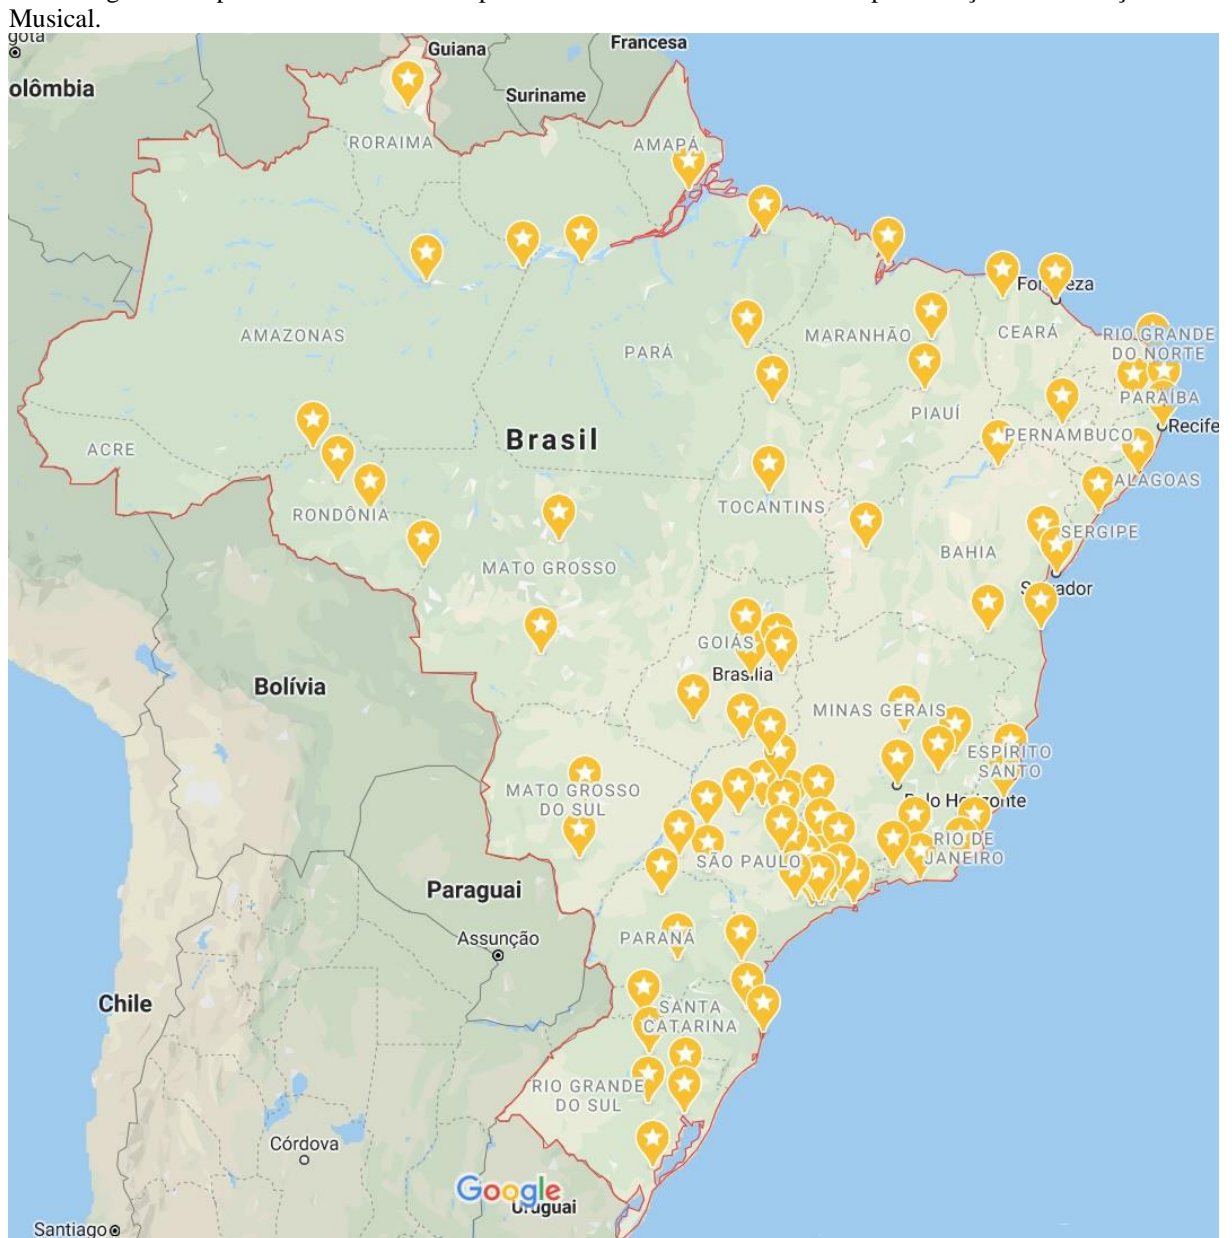 Musical.
Guiana
Francesa
olômbia
Suriname
RORAIMA
AMAPÁ
AMAZONAS
PARÁ
MARANHÃO
CEARÁ
RIO GRANDE
DO NORTE
PARAÍBA
PIAUÍ
Recife
PERNAMBUCO
Brasil
ACRE
ALAGOAS
TOCANTINS
RONDÔNIA
SERGIPE
BAHIA
MATO GROSSO
GOIÁS
Brasília
Bolívia
MINAS GERAIS
ESPÍRITO
SANTO
MATO GROSSO
DO SUL
RIO DE
JANEIRO
SÃO PAULO
Paraguai
PARANÁ
Assunção
Chile
SANTA
CATARINA
RIO GRANDE
DO SUL
Córdova
Google
Uruguai
Santiago